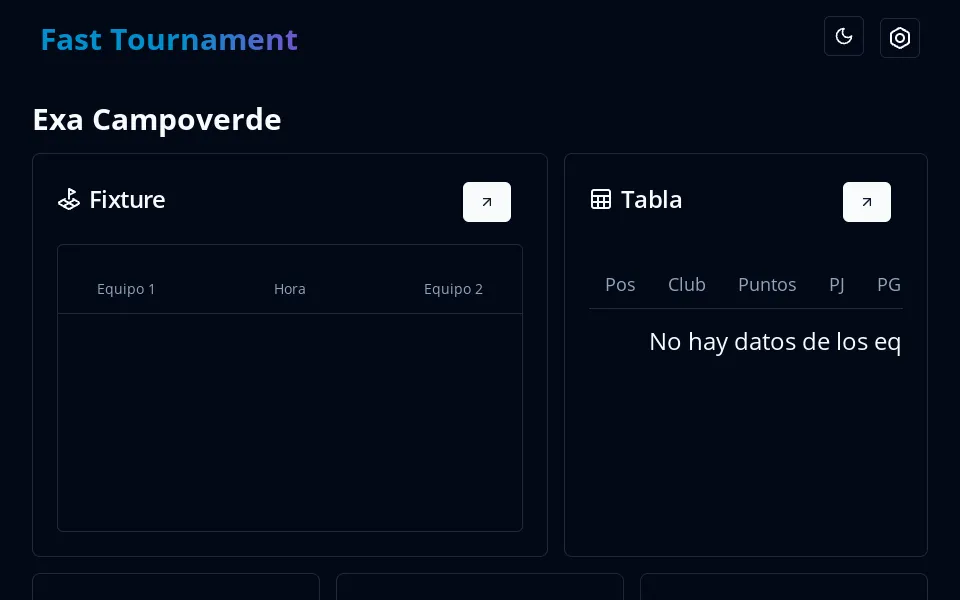 Fast Tournament
Exa Campoverde
Fixture
Equipo 1 Hora Equipo 2
Tabla
Pos Club Puntos PJ PG
No hay datos de los eq